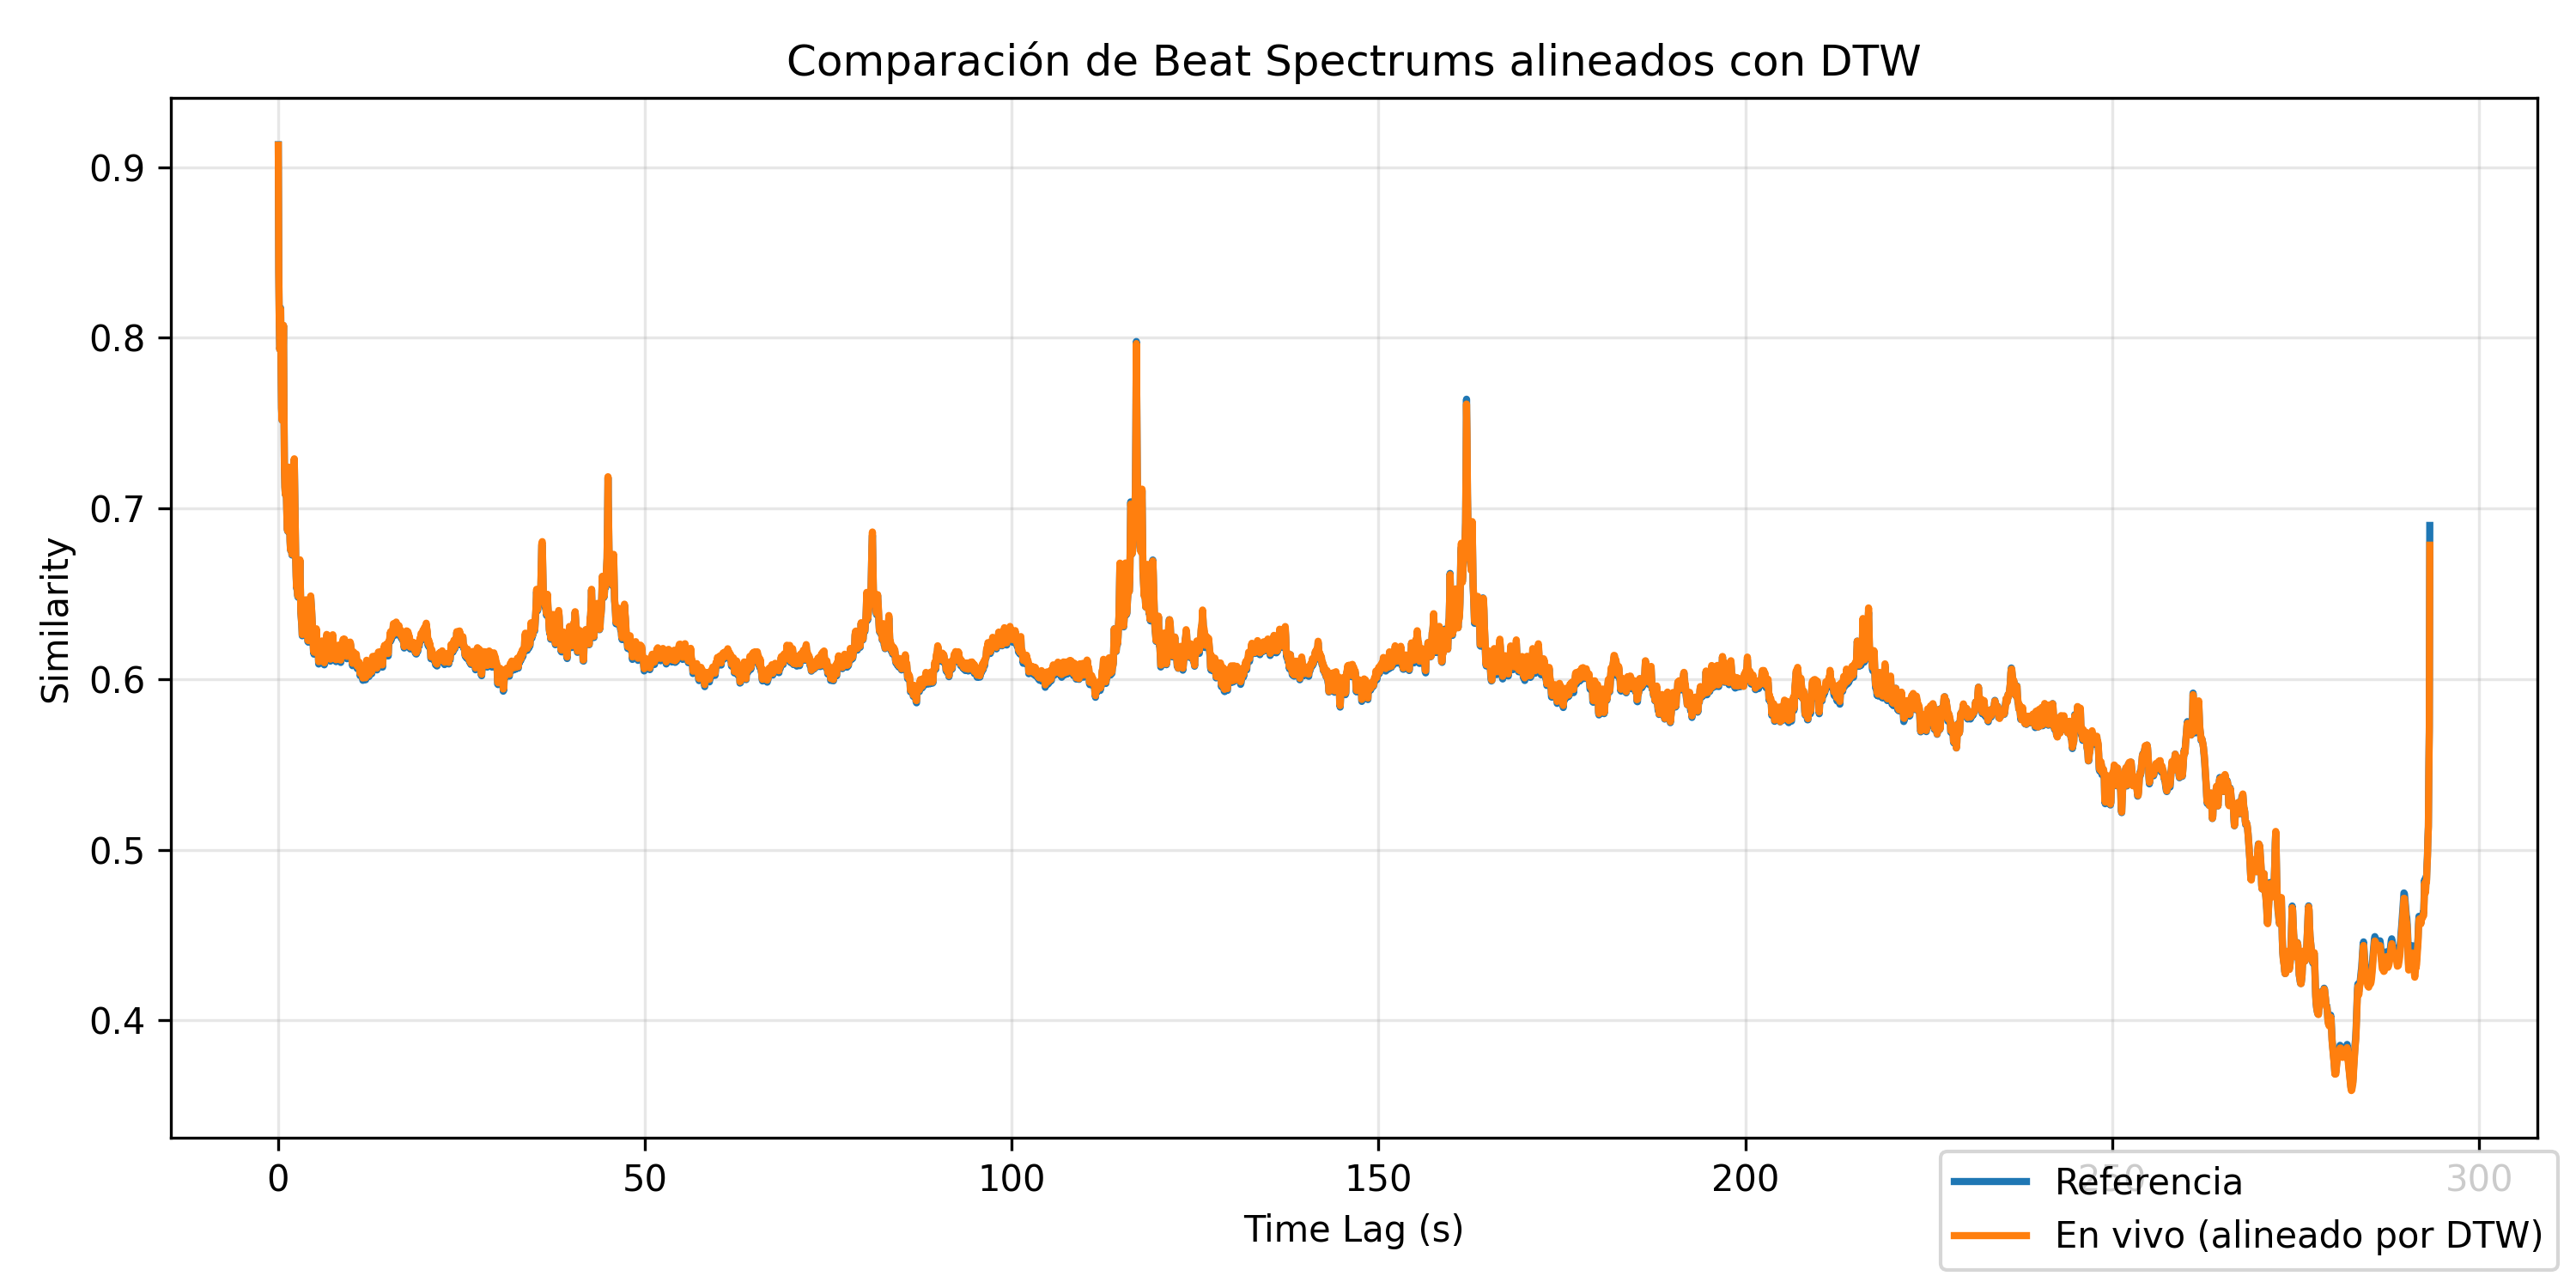 Comparación de Beat Spectrums alineados con DTW
Similarity
0.9
0.8
0.7
0.6
0.5
0.4
0 50 100 150 200 250 300
Time Lag (s)
Referencia
En vivo (alineado por DTW)